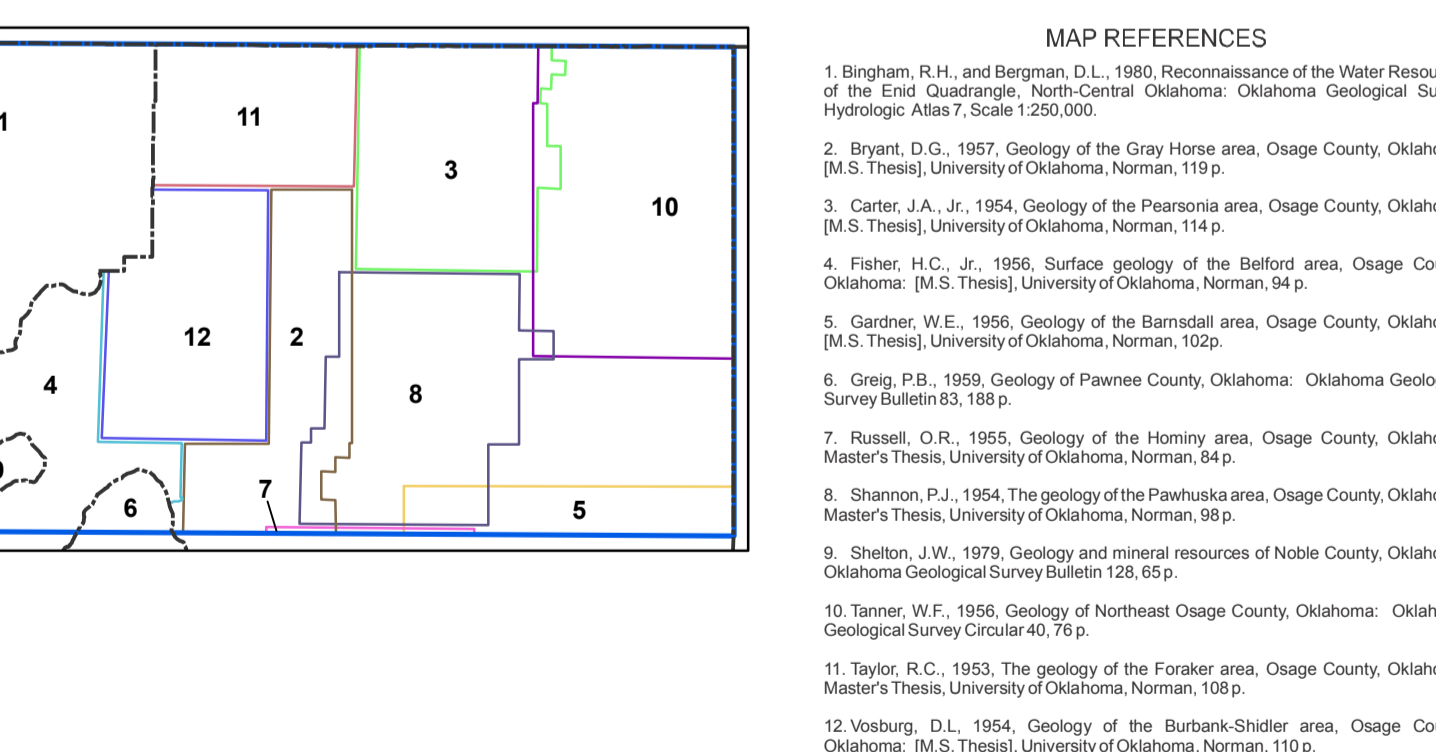 1
11
3
10
12
2
4
8
7
6
5
MAP REFERENCES
1. Bingham, R.H., and Bergman, D.L., 1980, Reconnaissance of the Water Resou
of the Enid Quadrangle, North-Central Oklahoma: Oklahoma Geological Su
Hydrologic Atlas 7, Scale 1:250,000.
2. Bryant, D.G., 1957, Geology of the Gray Horse area, Osage County, Oklaho
[M.S. Thesis], University of Oklahoma, Norman, 119 p.
3. Carter, J.A., Jr., 1954, Geology of the Pearsonia area, Osage County, Oklaho
[M.S. Thesis], University of Oklahoma, Norman, 114 p.
4. Fisher, H.C., Jr., 1956, Surface geology of the Belford area, Osage Cou
Oklahoma: [M.S. Thesis], University of Oklahoma, Norman, 94 p.
5. Gardner, W.E., 1956, Geology of the Barnsdall area, Osage County, Oklaho
[M.S. Thesis], University of Oklahoma, Norman, 102p.
6. Greig, P.B., 1959, Geology of Pawnee County, Oklahoma: Oklahoma Geolog
Survey Bulletin 83, 188 p.
7. Russell, O.R., 1955, Geology of the Hominy area, Osage County, Oklaho
Master's Thesis, University of Oklahoma, Norman, 84 p.
8. Shannon, P.J., 1954, The geology of the Pawhuska area, Osage County, Oklaho
Master's Thesis, University of Oklahoma, Norman, 98 p.
9. Shelton, J.W., 1979, Geology and mineral resources of Noble County, Oklaho
Oklahoma Geological Survey Bulletin 128, 65 p.
10. Tanner, W.F., 1956, Geology of Northeast Osage County, Oklahoma: Oklah
Geological Survey Circular 40, 76 p.
11. Taylor, R.C., 1953, The geology of the Foraker area, Osage County, Oklaho
Master's Thesis, University of Oklahoma, Norman, 108 p.
12. Vosburg, D.L, 1954, Geology of the Burbank-Shidler area, Osage Cou
Oklahoma: [M.S. Thesis], University of Oklahoma, Norman, 110 p.